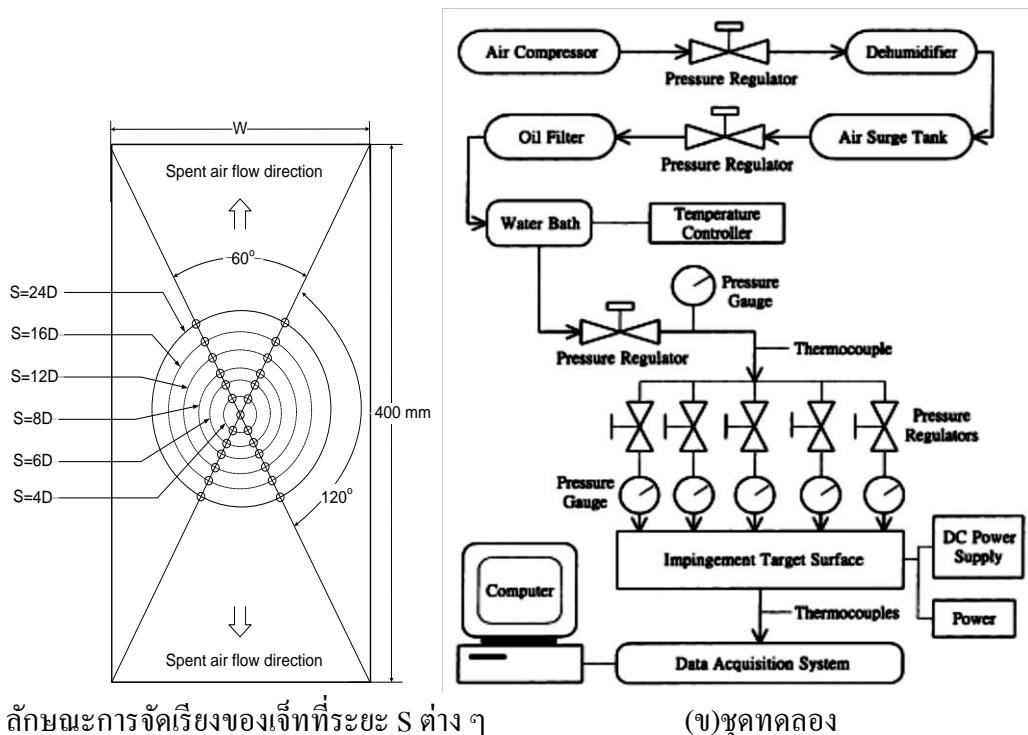 W
Spent air flow direction
60°
S=24D
S=16D
S=12D
S=8D
S=6D
S=4D
400 mm
120°
Spent air flow direction
ลักษณะการจัดเรียงของเจ็ทที่ระยะ S ต่าง ๆ
Air Compressor
Pressure Regulator
Dehumidifier
Oil Filter
Pressure Regulator
Air Surge Tank
Water Bath
Temperature
Controller
Pressure
Gauge
Pressure Regulator
Thermocouple
Pressure
Regulators
Pressure
Gauge
Impingement Target Surface
DC Power
Supply
Computer
Thermocouples
Power
Data Acquisition System
(ข)ชุดทดลอง